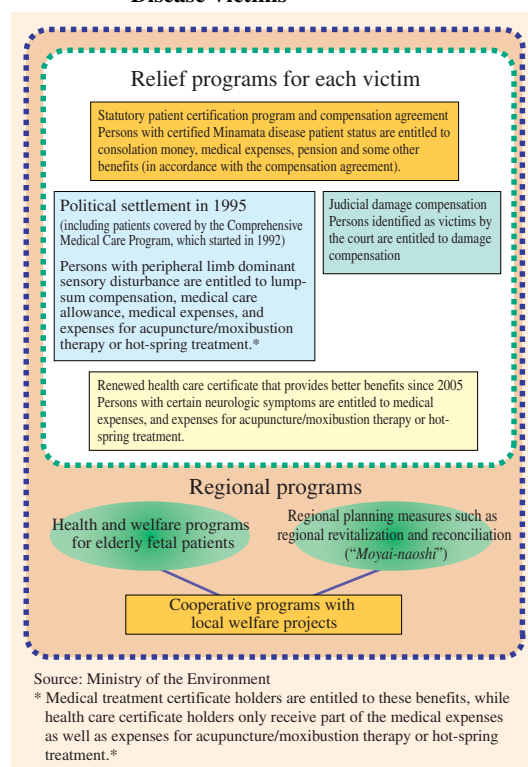 Disease Victims
Relief programs for each victim
Statutory patient certification program and compensation agreement
Persons with certified Minamata disease patient status are entitled to
consolation money, medical expenses, pension and some other
benefits (in accordance with the compensation agreement).
Political settlement in 1995
(including patients covered by the Comprehensive
Medical Care Program, which started in 1992)
Persons with peripheral limb dominant
sensory disturbance are entitled to lump-
sum compensation, medical care
allowance, medical expenses, and
expenses for acupuncture/moxibustion
therapy or hot-spring treatment.*
Judicial damage compensation
Persons identified as victims by
the court are entitled to damage
compensation
Renewed health care certificate that provides better benefits since 2005
Persons with certain neurologic symptoms are entitled to medical
expenses, and expenses for acupuncture/moxibustion therapy or hot-
spring treatment.
Regional programs
Health and welfare programs
for elderly fetal patients
Regional planning measures such as
regional revitalization and reconciliation
("Moyai-naoshi")
Cooperative programs with
local welfare projects
Source: Ministry of the Environment
* Medical treatment certificate holders are entitled to these benefits, while
health care certificate holders only receive part of the medical expenses
as well as expenses for acupuncture/moxibustion therapy or hot-spring
treatment.*